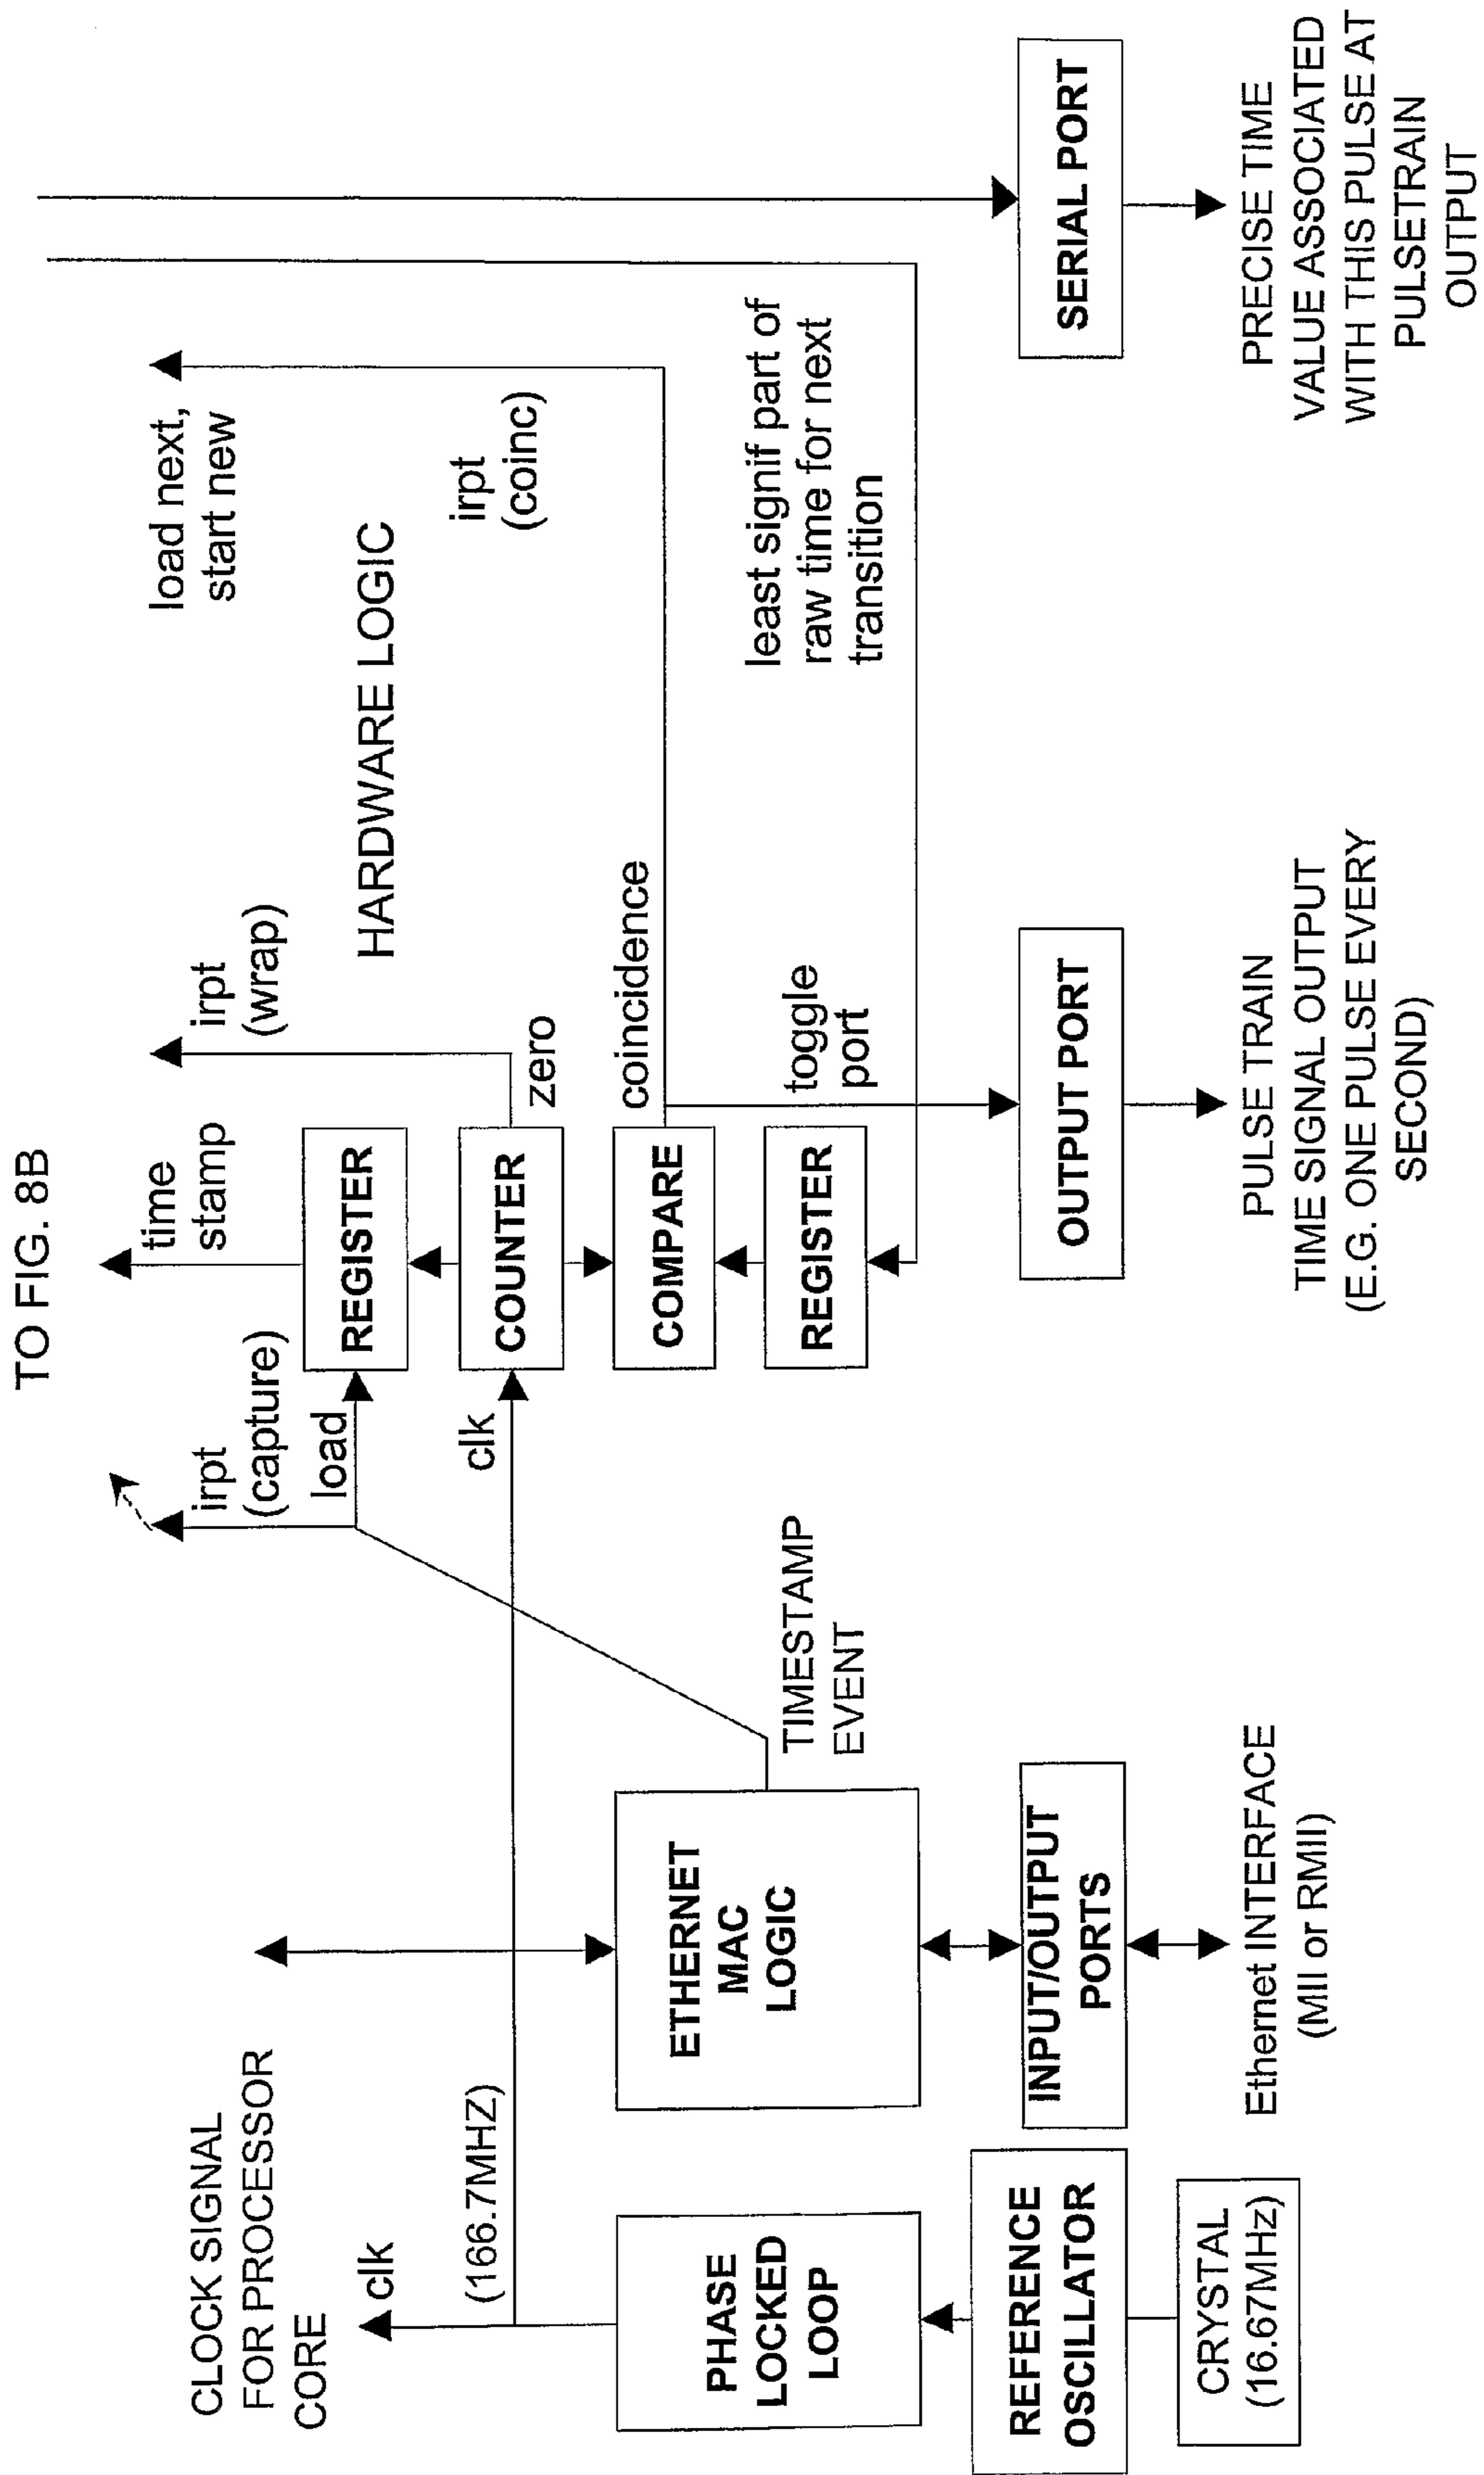 TO FIG. 8B
CLOCK SIGNAL
FOR PROCESSOR
CORE
clk
(166.7MHZ)
PHASE
LOCKED
LOOP
REFERENCE
OSCILLATOR
CRYSTAL
(16.67MHz)
ETHERNET
MAC
LOGIC
INPUT/OUTPUT
PORTS
Ethernet INTERFACE
(MII or RMII)
TIMESTAMP
EVENT
irpt
(capture)
load
clk
time
stamp
REGISTER
COUNTER
COMPARE
REGISTER
irpt
(wrap)
zero
coincidence
toggle
port
OUTPUT PORT
PULSE TRAIN
TIME SIGNAL OUTPUT
(E.G. ONE PULSE EVERY
SECOND)
HARDWARE LOGIC
load next,
start new
irpt
(coinc)
least signif part of
raw time for next
transition
SERIAL PORT
PRECISE TIME
VALUE ASSOCIATED
WITH THIS PULSE AT
PULSETRAIN
OUTPUT